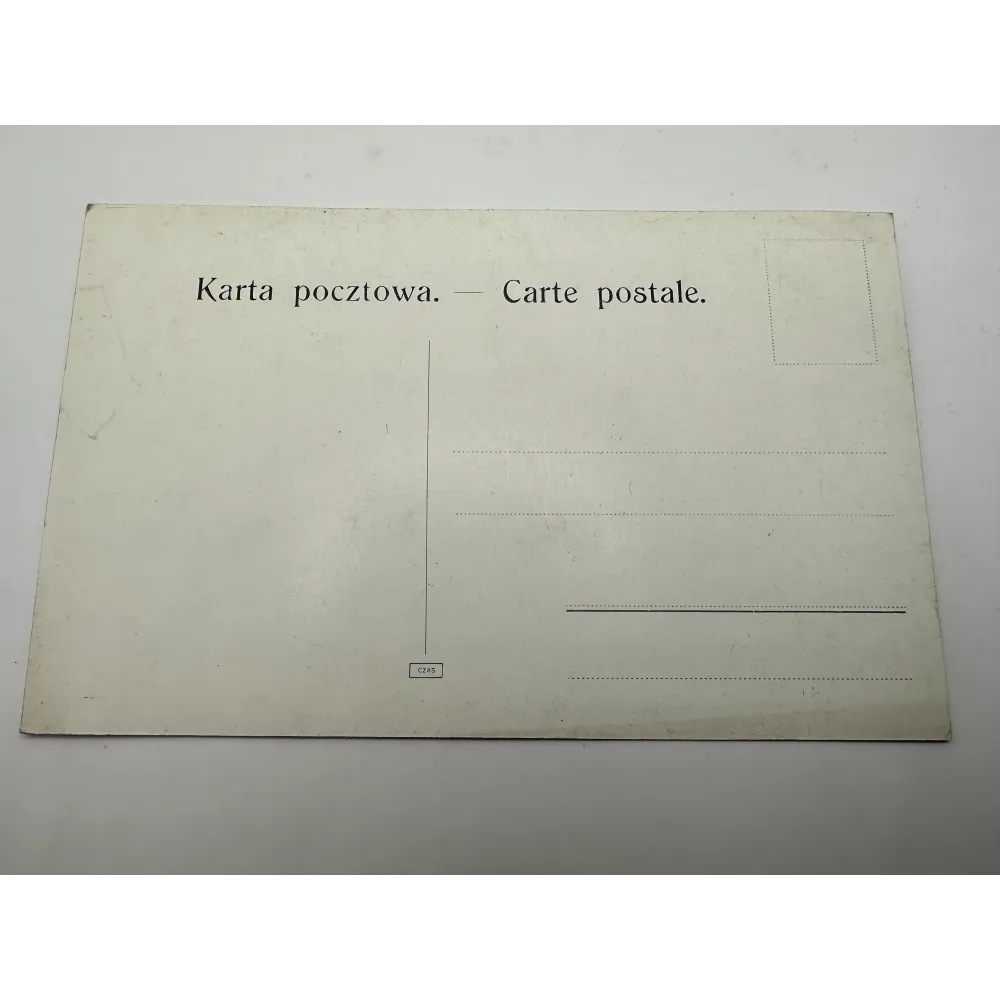 Karta pocztowa. — Carte postale.
CZAS